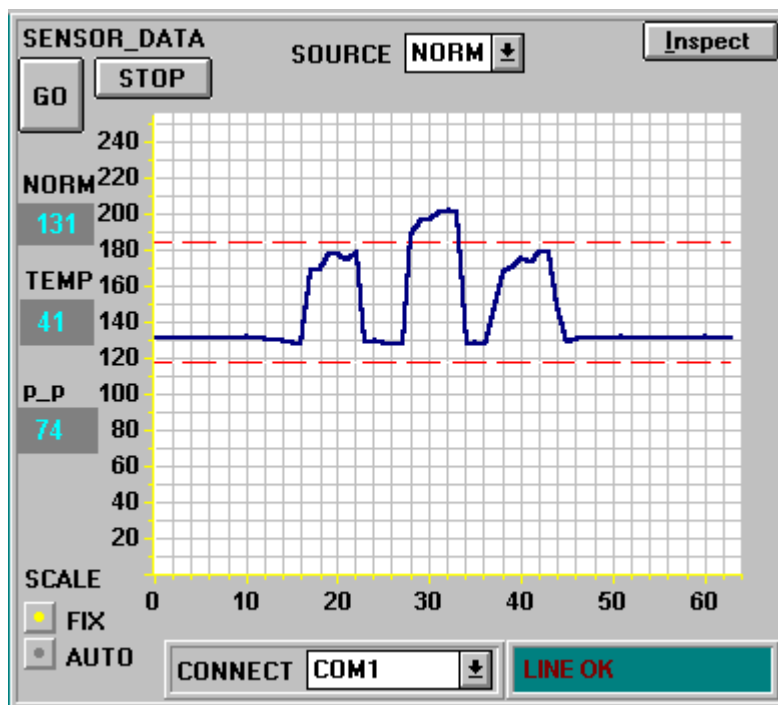 SENSOR_DATA
SOURCE NORM Inspect
GO STOP
240
220
200
180
160
140
120
100
80
60
40
20
NORM
131
TEMP
41
P_P
74
0 10 20 30 40 50 60
SCALE
FIX
AUTO
CONNECT COM1 LINE OK